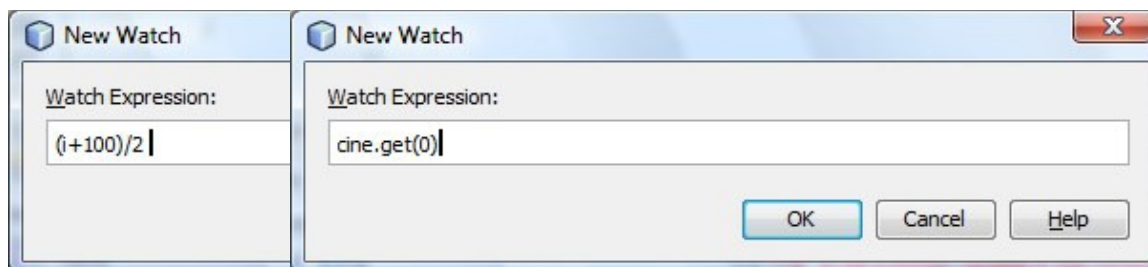 New Watch
Watch Expression:
(i+100)/2
New Watch
X
Watch Expression:
cine.get(0)
OK
Cancel
Help